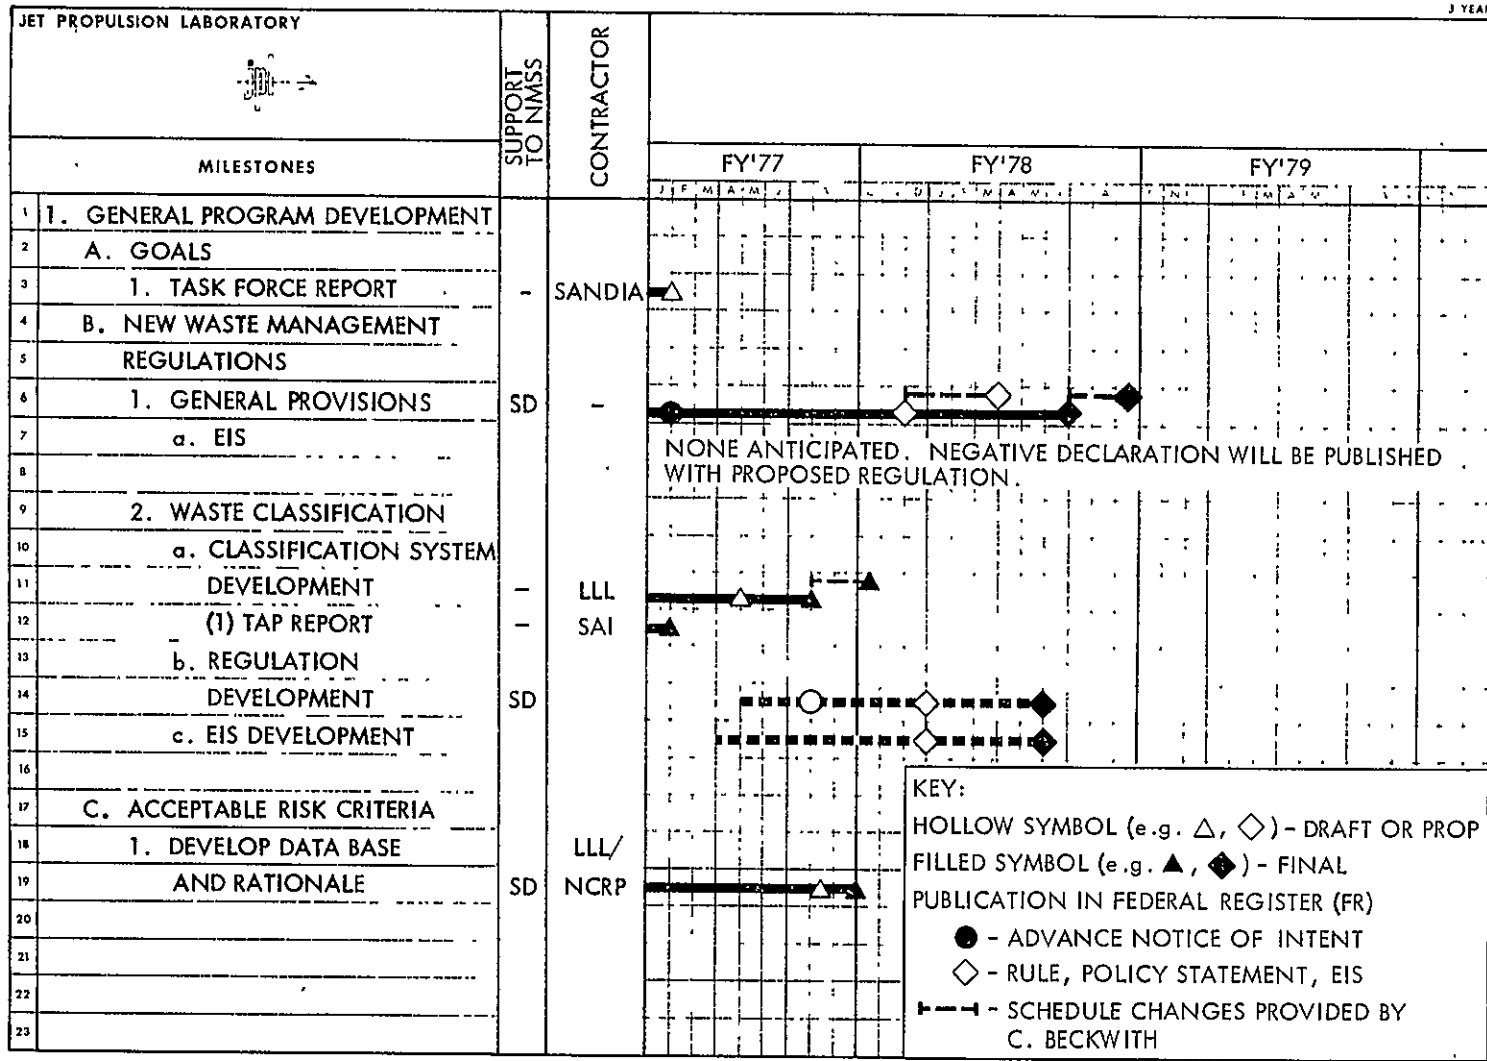 3 YEAR
JET PROPULSION LABORATORY
JPL
SUPPORT TO NMSS
CONTRACTOR
MILESTONES
FY'77
FY'78
FY'79
J F M A M J
1 1. GENERAL PROGRAM DEVELOPMENT
2 A. GOALS
3 1. TASK FORCE REPORT - SANDIA
4 B. NEW WASTE MANAGEMENT
5 REGULATIONS
6 1. GENERAL PROVISIONS SD -
7 a. EIS
NONE ANTICIPATED. NEGATIVE DECLARATION WILL BE PUBLISHED
WITH PROPOSED REGULATION.
8
9 2. WASTE CLASSIFICATION
10 a. CLASSIFICATION SYSTEM
11 DEVELOPMENT - LLL
12 (1) TAP REPORT - SAI
13 b. REGULATION
14 DEVELOPMENT SD
15 c. EIS DEVELOPMENT
16
17 C. ACCEPTABLE RISK CRITERIA
18 1. DEVELOP DATA BASE LLL/
19 AND RATIONALE SD NCRP
20
21
22
23
KEY:
HOLLOW SYMBOL (e.g. △, ◇) - DRAFT OR PROP
FILLED SYMBOL (e.g. ▲, ◆) - FINAL
PUBLICATION IN FEDERAL REGISTER (FR)
● - ADVANCE NOTICE OF INTENT
◇ - RULE, POLICY STATEMENT, EIS
- SCHEDULE CHANGES PROVIDED BY
C. BECKWITH